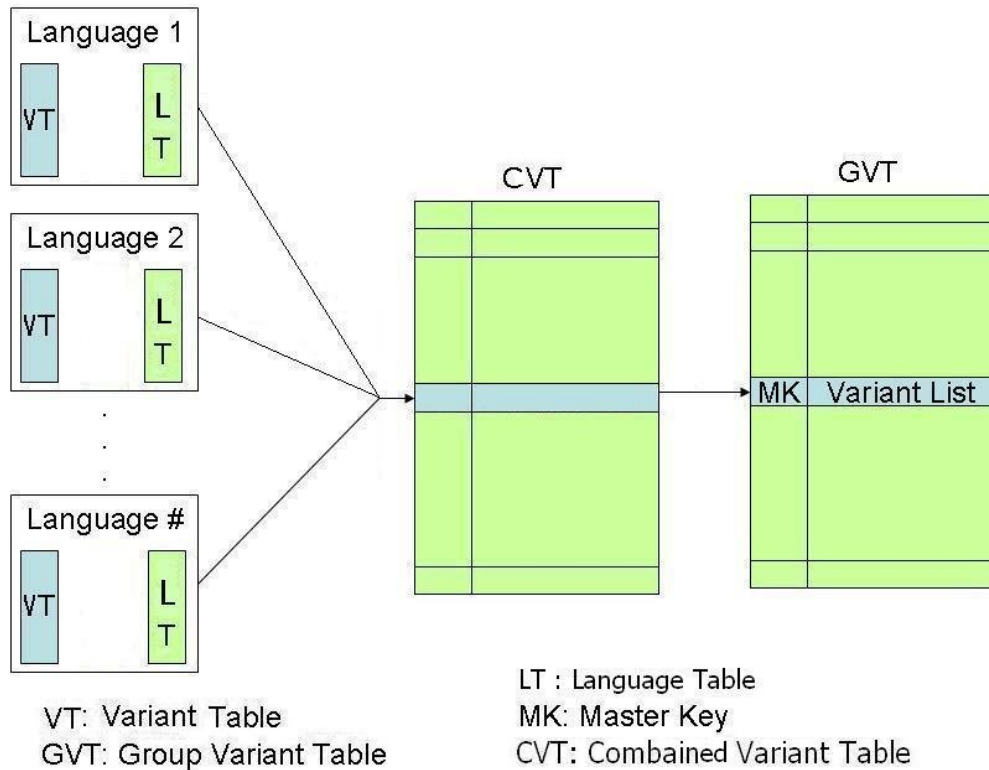 Language 1
VT
L
T
Language 2
VT
L
T
.
.
.
Language #
VT
L
T
CVT
GVT
MK
Variant List
VT: Variant Table
GVT: Group Variant Table
LT : Language Table
MK: Master Key
CVT: Combained Variant Table